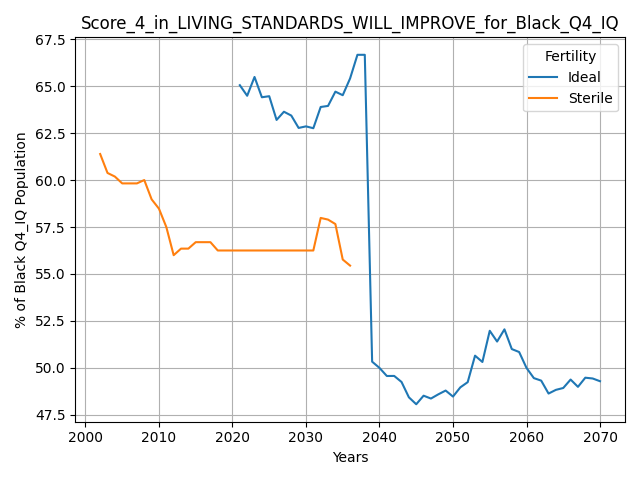 Score_4_in_LIVING_STANDARDS_WILL_IMPROVE_for_Black_Q4_IQ
Fertility
Ideal
Sterile
% of Black Q4_IQ Population
67.5
65.0
62.5
60.0
57.5
55.0
52.5
50.0
47.5
2000
2010
2020
2030
2040
2050
2060
2070
Years